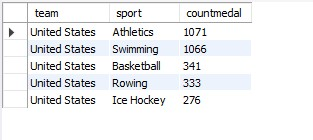 team sport countmedal
United States Athletics 1071
United States Swimming 1066
United States Basketball 341
United States Rowing 333
United States Ice Hockey 276